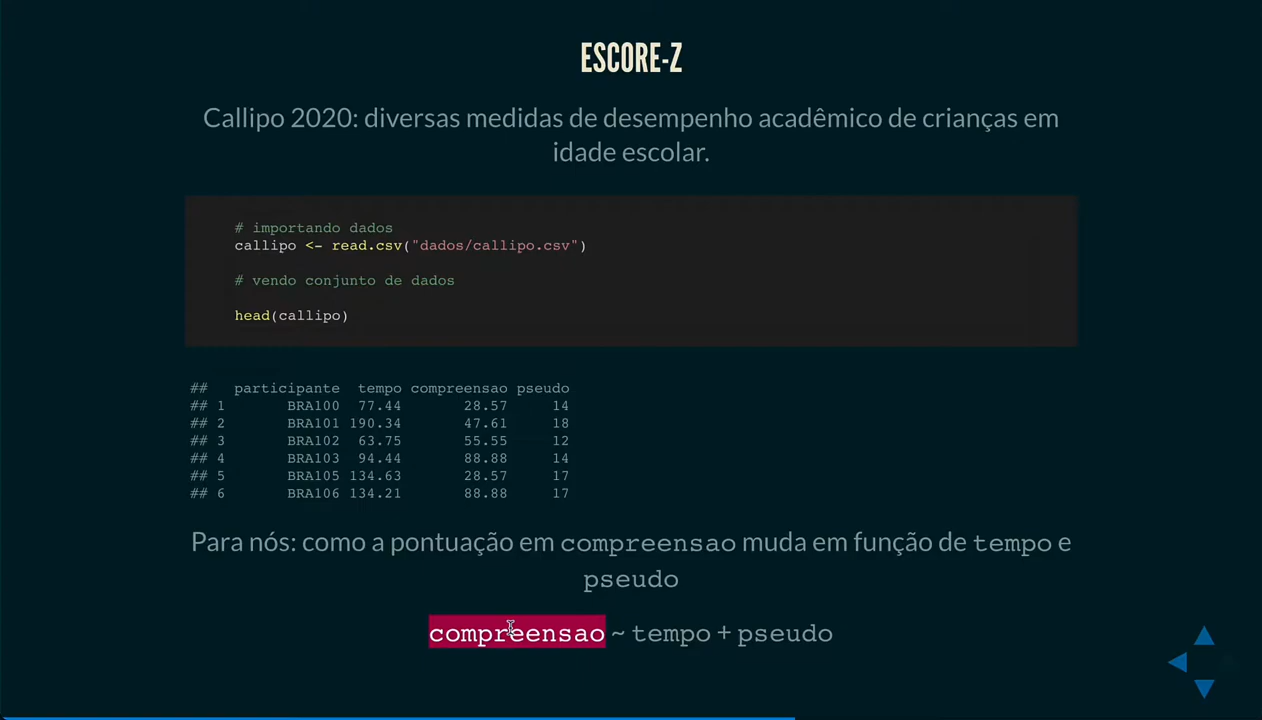 ESCORE-Z
Callipo 2020: diversas medidas de desempenho acadêmico de crianças em
idade escolar.
# importando dados
callipo <- read.csv("dados/callipo.csv")
# vendo conjunto de dados
head(callipo)
##   participante  tempo compreensao pseudo
## 1       BRA100  77.44       28.57     14
## 2       BRA101 190.34       47.61     18
## 3       BRA102  63.75       55.55     12
## 4       BRA103  94.44       88.88     14
## 5       BRA105 134.63       28.57     17
## 6       BRA106 134.21       88.88     17
Para nós: como a pontuação em compreensao muda em função de tempo e
pseudo
compreensao ~ tempo + pseudo